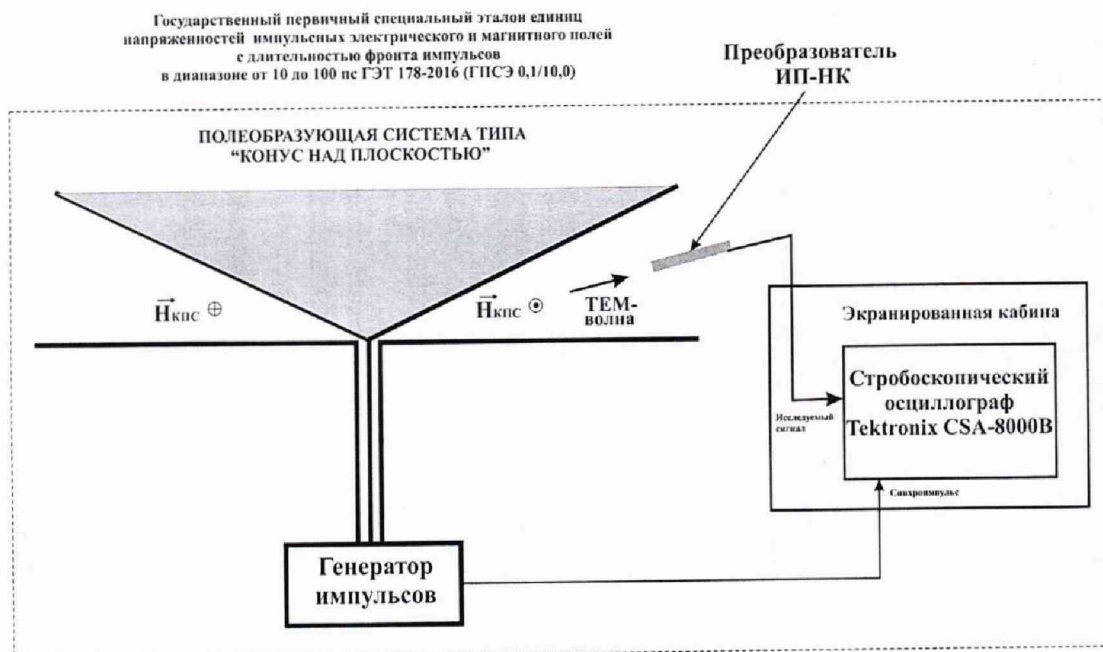 Государственный первичный специальный эталон единиц
напряженностей импульсных электрического и магнитного полей
с длительностью фронта импульсов
в диапазоне от 10 до 100 пс ГЭТ 178-2016 (ГПСЭ 0,1/10,0)
Преобразователь
ИП-НК
ПОЛЕОБРАЗУЮЩАЯ СИСТЕМА ТИПА
“КОНУС НАД ПЛОСКОСТЬЮ”
Hкпс
Hкпс
ТЕМ-
волна
Экранированная кабина
Стробоскопический
осциллограф
Tektronix CSA-8000B
Исследуемый
сигнал
Синхроимпульс
Генератор
импульсов